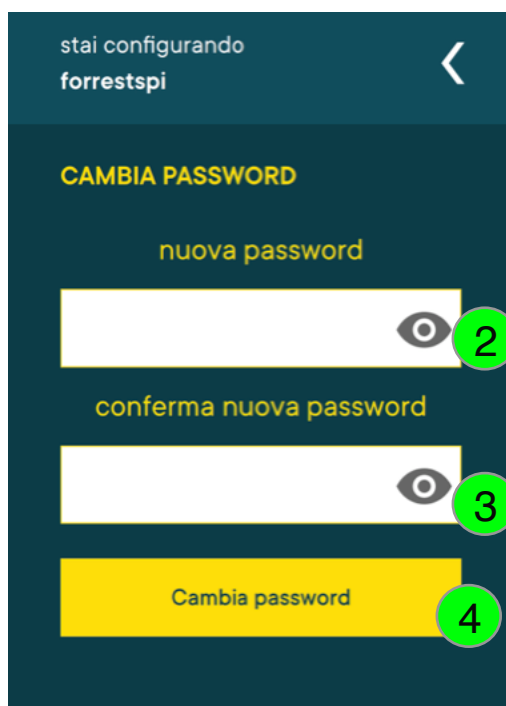 stai configurando
forrestspi
CAMBIA PASSWORD
nuova password
2
conferma nuova password
3
Cambia password
4